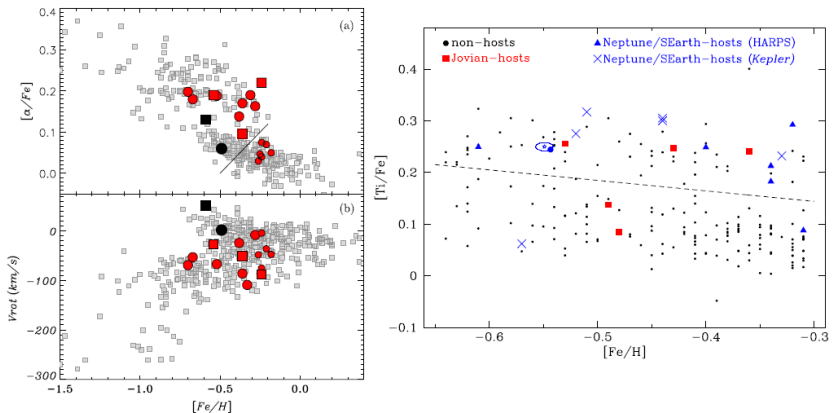 (a)
0.4
0.3
0.2
0.1
0.0
[α/Fe]
(b)
0
−100
−200
−300
Vrot (km/s)
−1.5
−1.0
−0.5
0.0
[Fe/H]
non−hosts
Neptune/SEarth−hosts (HARPS)
Jovian−hosts
Neptune/SEarth−hosts (Kepler)
0.5
0.4
0.3
0.2
0.1
0
−0.1
[Ti/Fe]
−0.6
−0.5
−0.4
−0.3
[Fe/H]